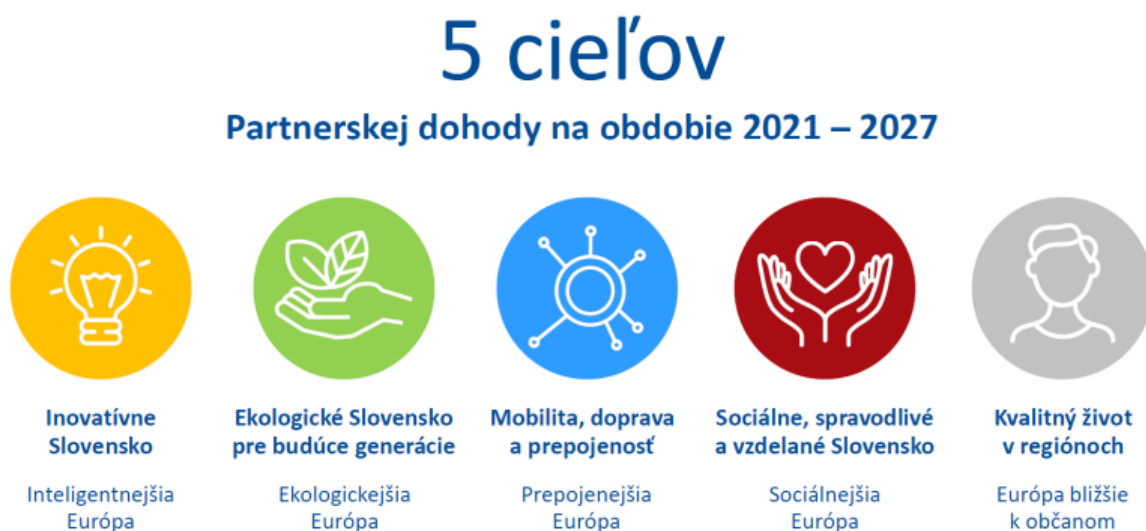 5 cieľov
Partnerskej dohody na obdobie 2021 – 2027
Inovatívne
Slovensko
Inteligentnejšia
Európa
Ekologické Slovensko
pre budúce generácie
Ekologickejšia
Európa
Mobilita, doprava
a prepojenosť
Prepojenejšia
Európa
Sociálne, spravodlivé
a vzdelané Slovensko
Sociálnejšia
Európa
Kvalitný život
v regiónoch
Európa bližšie
k občanom